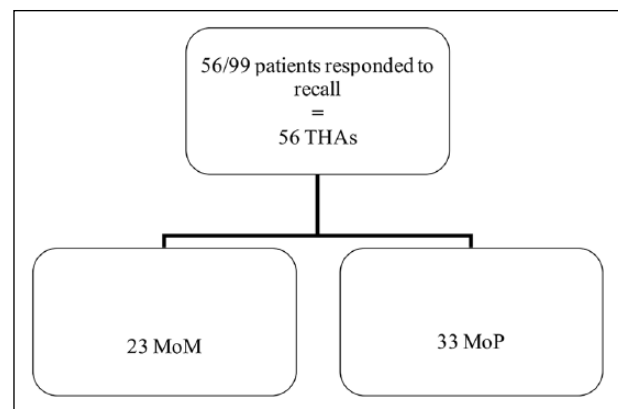 56/99 patients responded to
recall
=
56 THAs
23 MoM
33 MoP